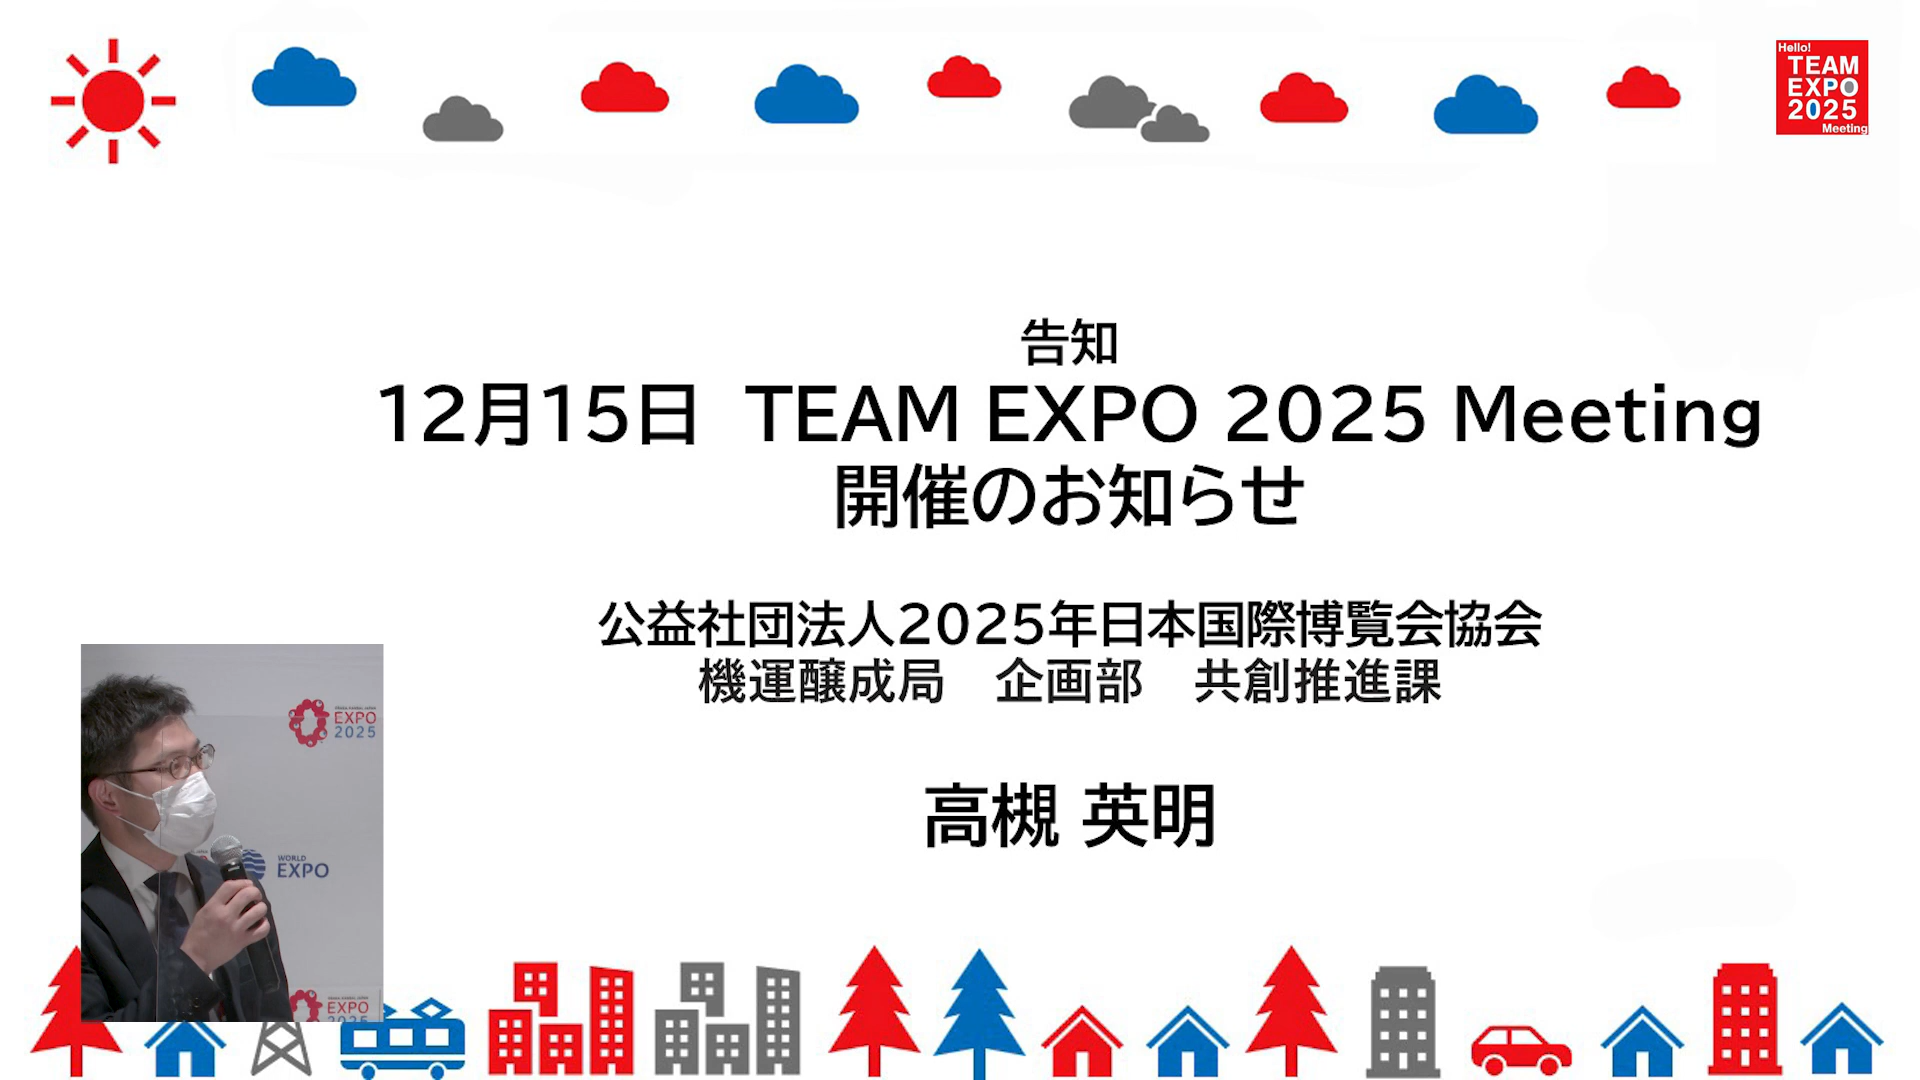 Hello!
TEAM
EXPO
2025
Meeting
告知
12月15日 TEAM EXPO 2025 Meeting
開催のお知らせ
公益社団法人2025年日本国際博覧会協会
機運醸成局　企画部　共創推進課
高槻 英明
EXPO
2025
WORLD
EXPO
EXPO
2025